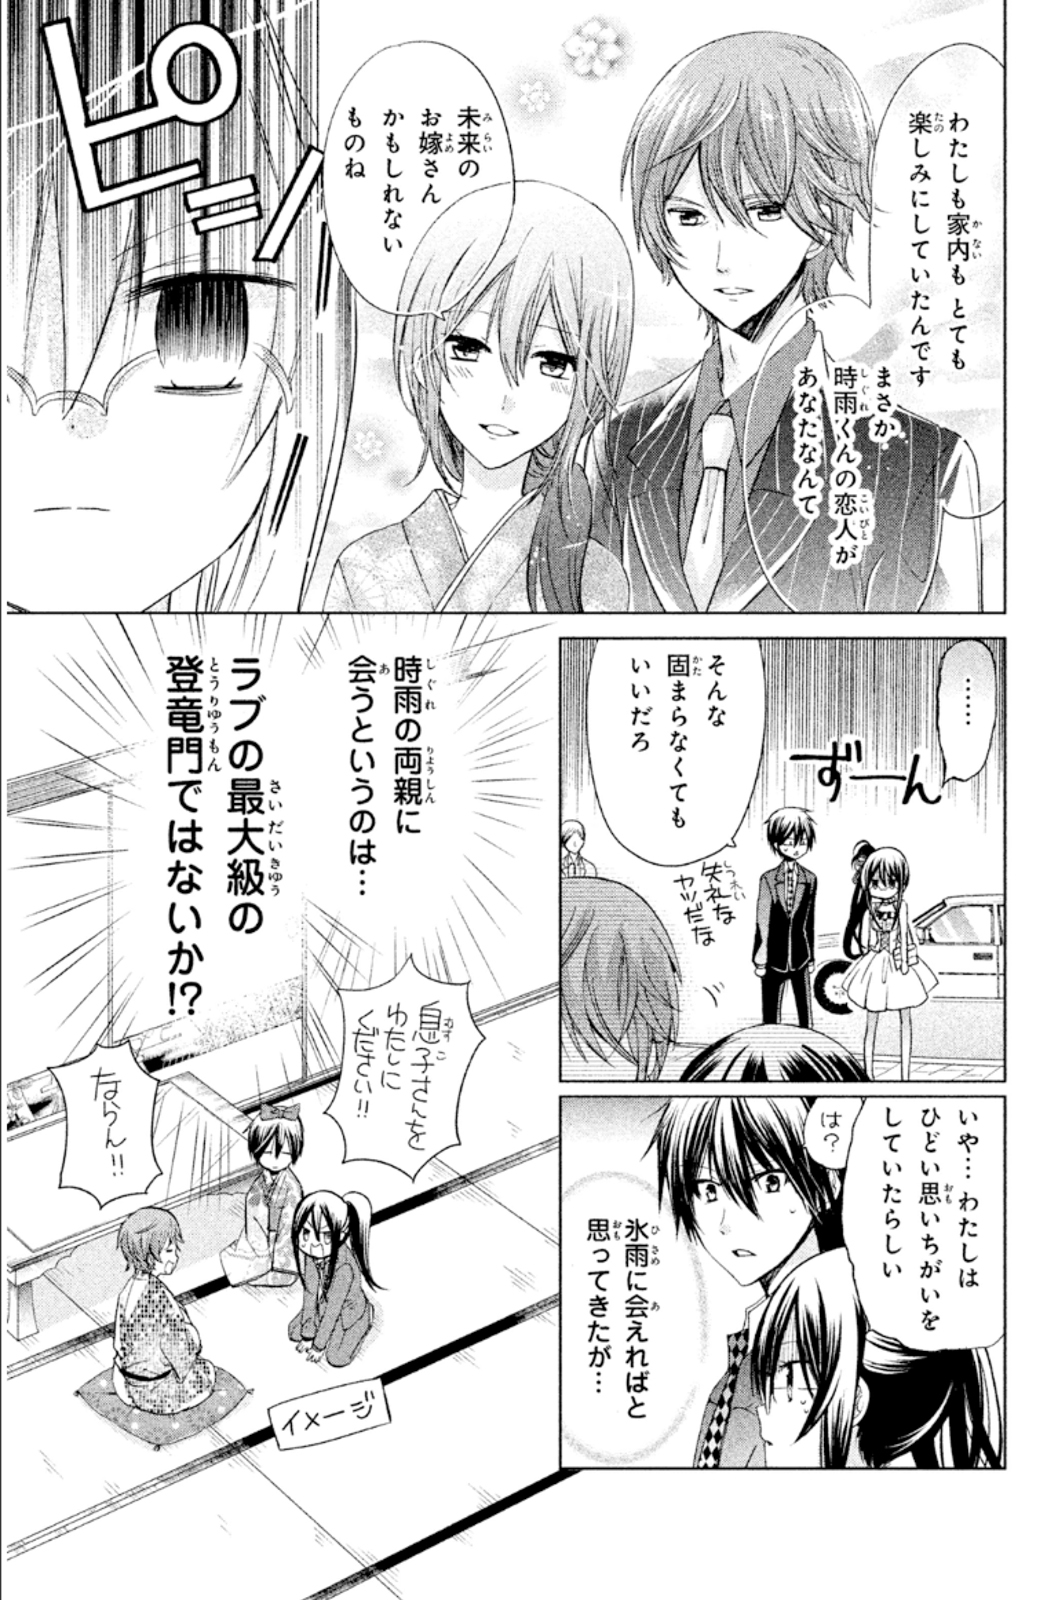 わたしも家内もとても
楽しみにしていたんです
まさか
時雨くんの恋人が
あなたなんて
未来の
お嫁さん
かもしれない
ものね
ピシッ
………
ずーん
そんな
固まらなくても
いいだろ
失礼な
ヤツだな
いや…わたしは
ひどい思いちがいを
していたらしい
は?
氷雨に会えればと
思ってきたが…
時雨の両親に
会うというのは…
ラブの最大級の
登竜門ではないか!?
息子さんを
わたしに
ください!!
ならん!!
イメージ